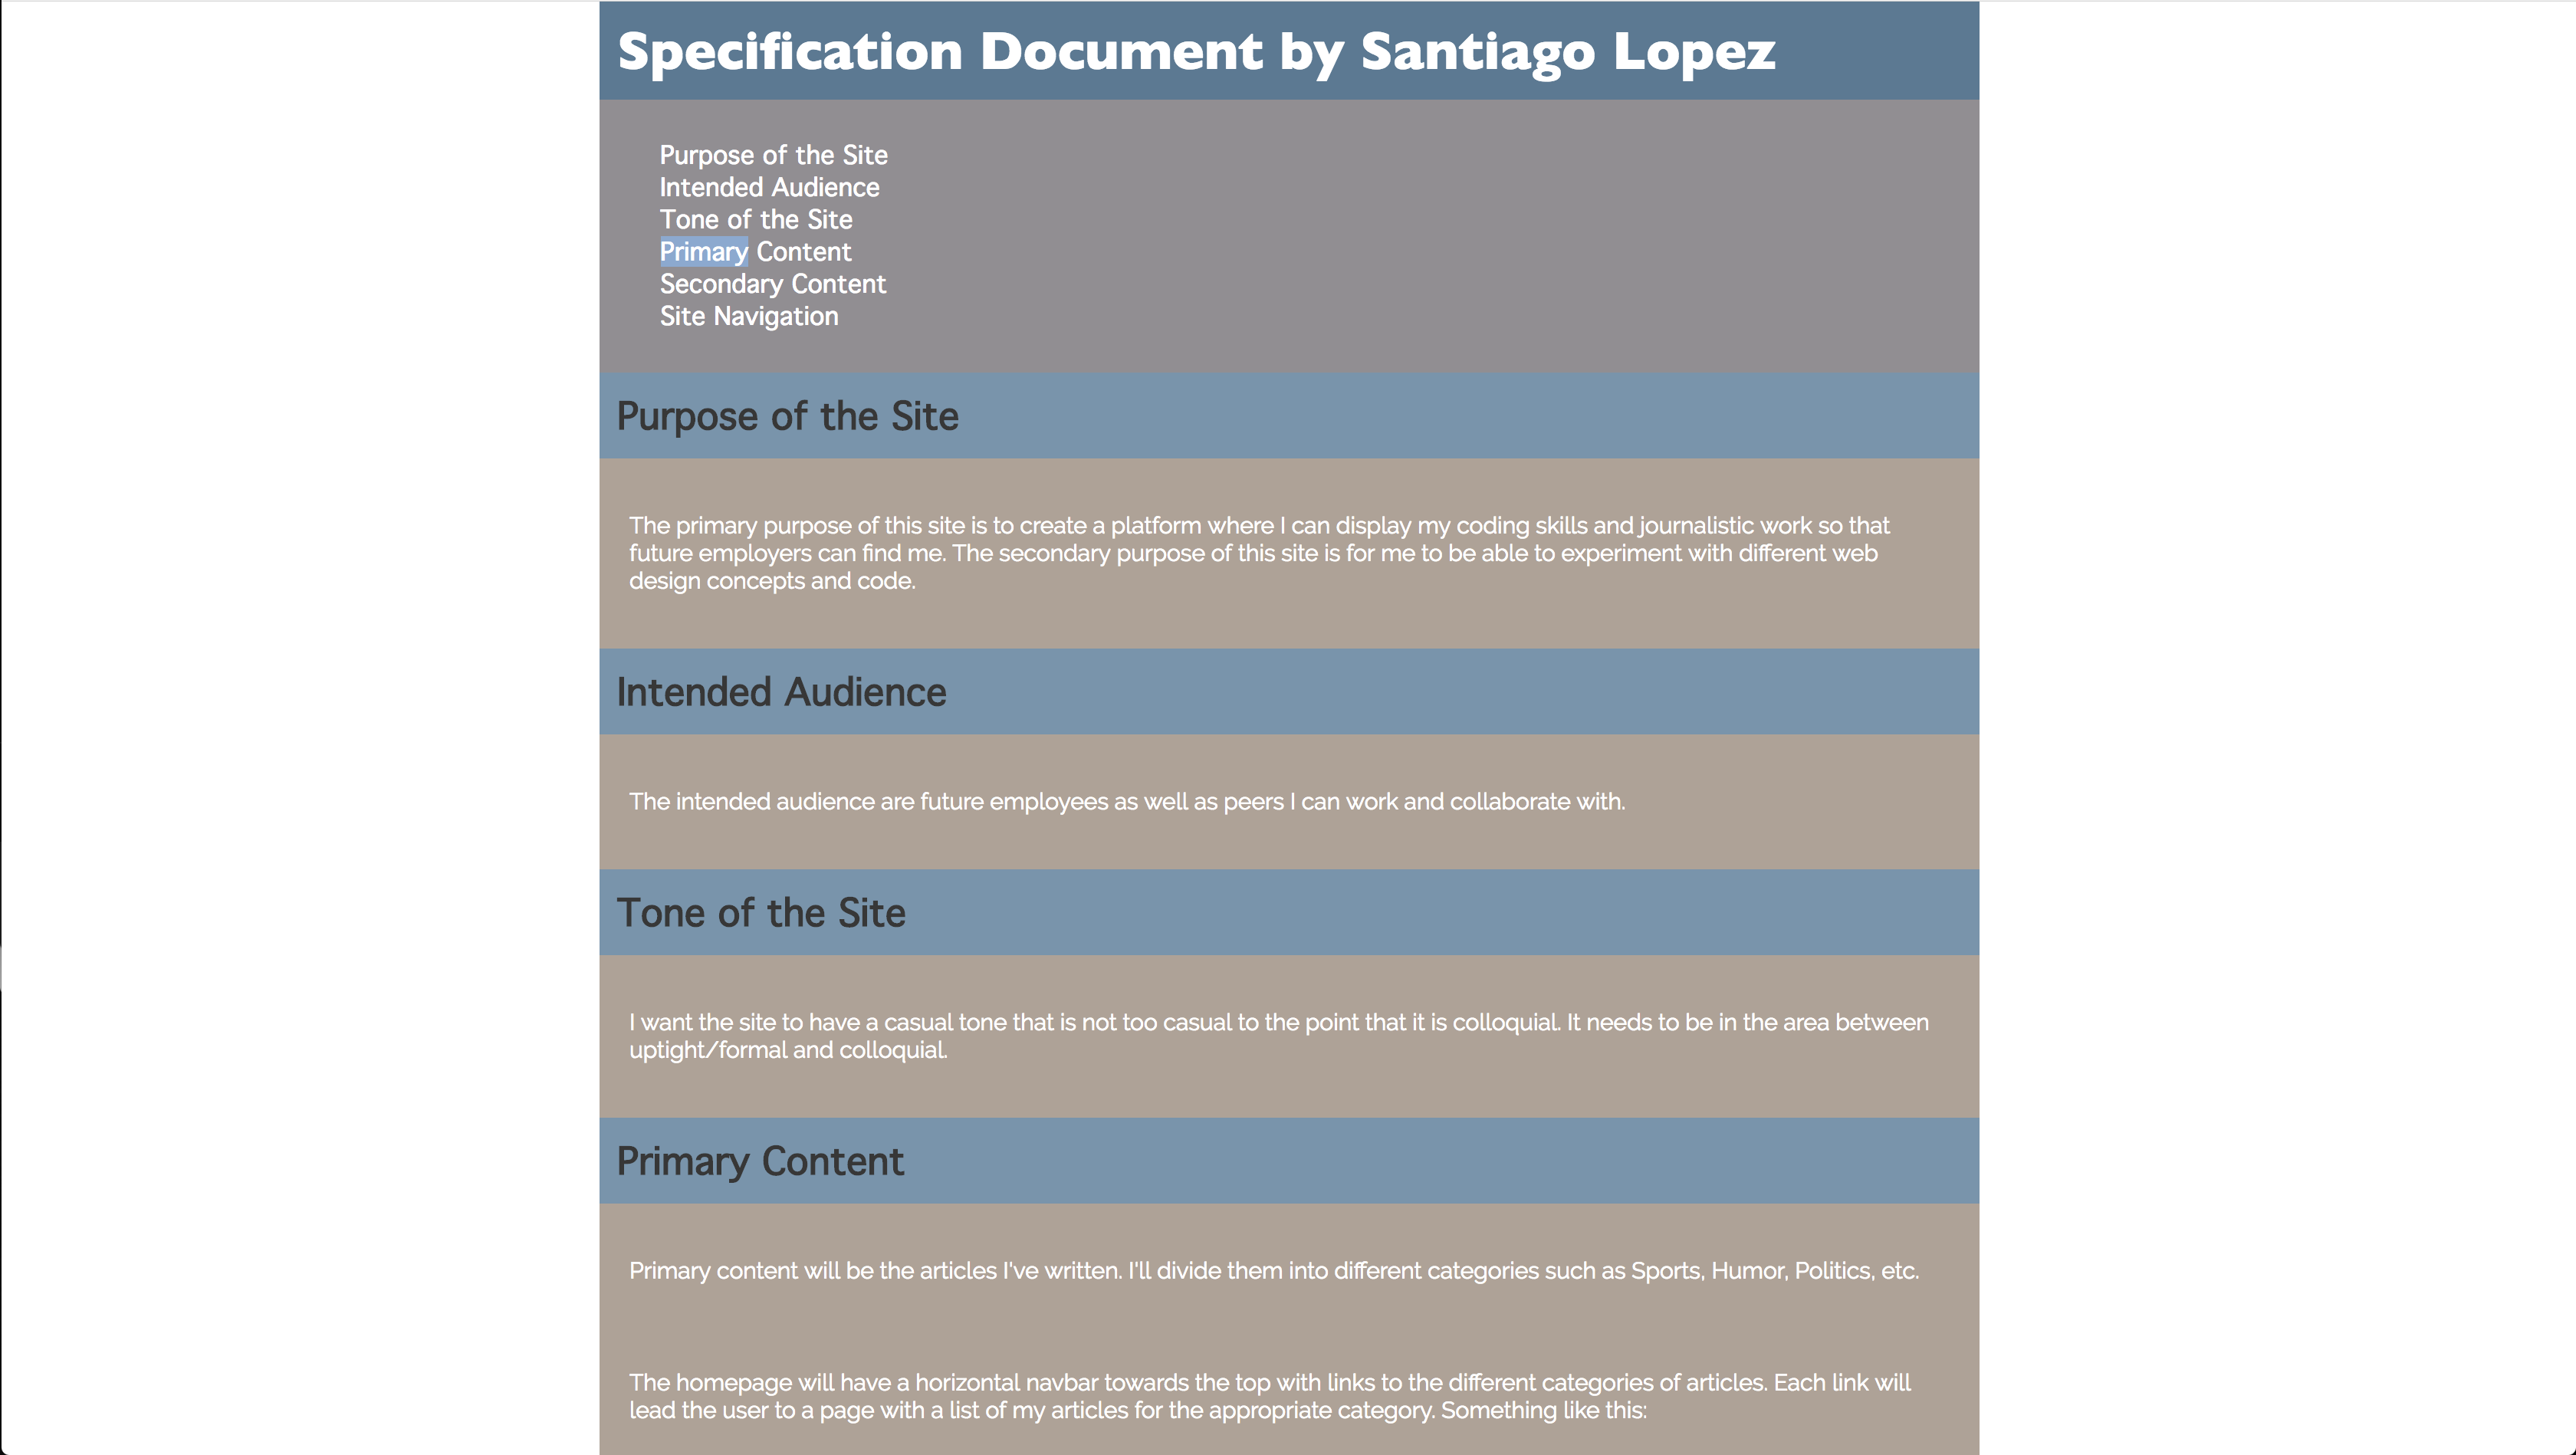 Specification Document by Santiago Lopez
Purpose of the Site
Intended Audience
Tone of the Site
Primary Content
Secondary Content
Site Navigation
Purpose of the Site
The primary purpose of this site is to create a platform where I can display my coding skills and journalistic work so that
future employers can find me. The secondary purpose of this site is for me to be able to experiment with different web
design concepts and code.
Intended Audience
The intended audience are future employees as well as peers I can work and collaborate with.
Tone of the Site
I want the site to have a casual tone that is not too casual to the point that it is colloquial. It needs to be in the area between
uptight/formal and colloquial.
Primary Content
Primary content will be the articles I've written. I'll divide them into different categories such as Sports, Humor, Politics, etc.
The homepage will have a horizontal navbar towards the top with links to the different categories of articles. Each link will
lead the user to a page with a list of my articles for the appropriate category. Something like this: